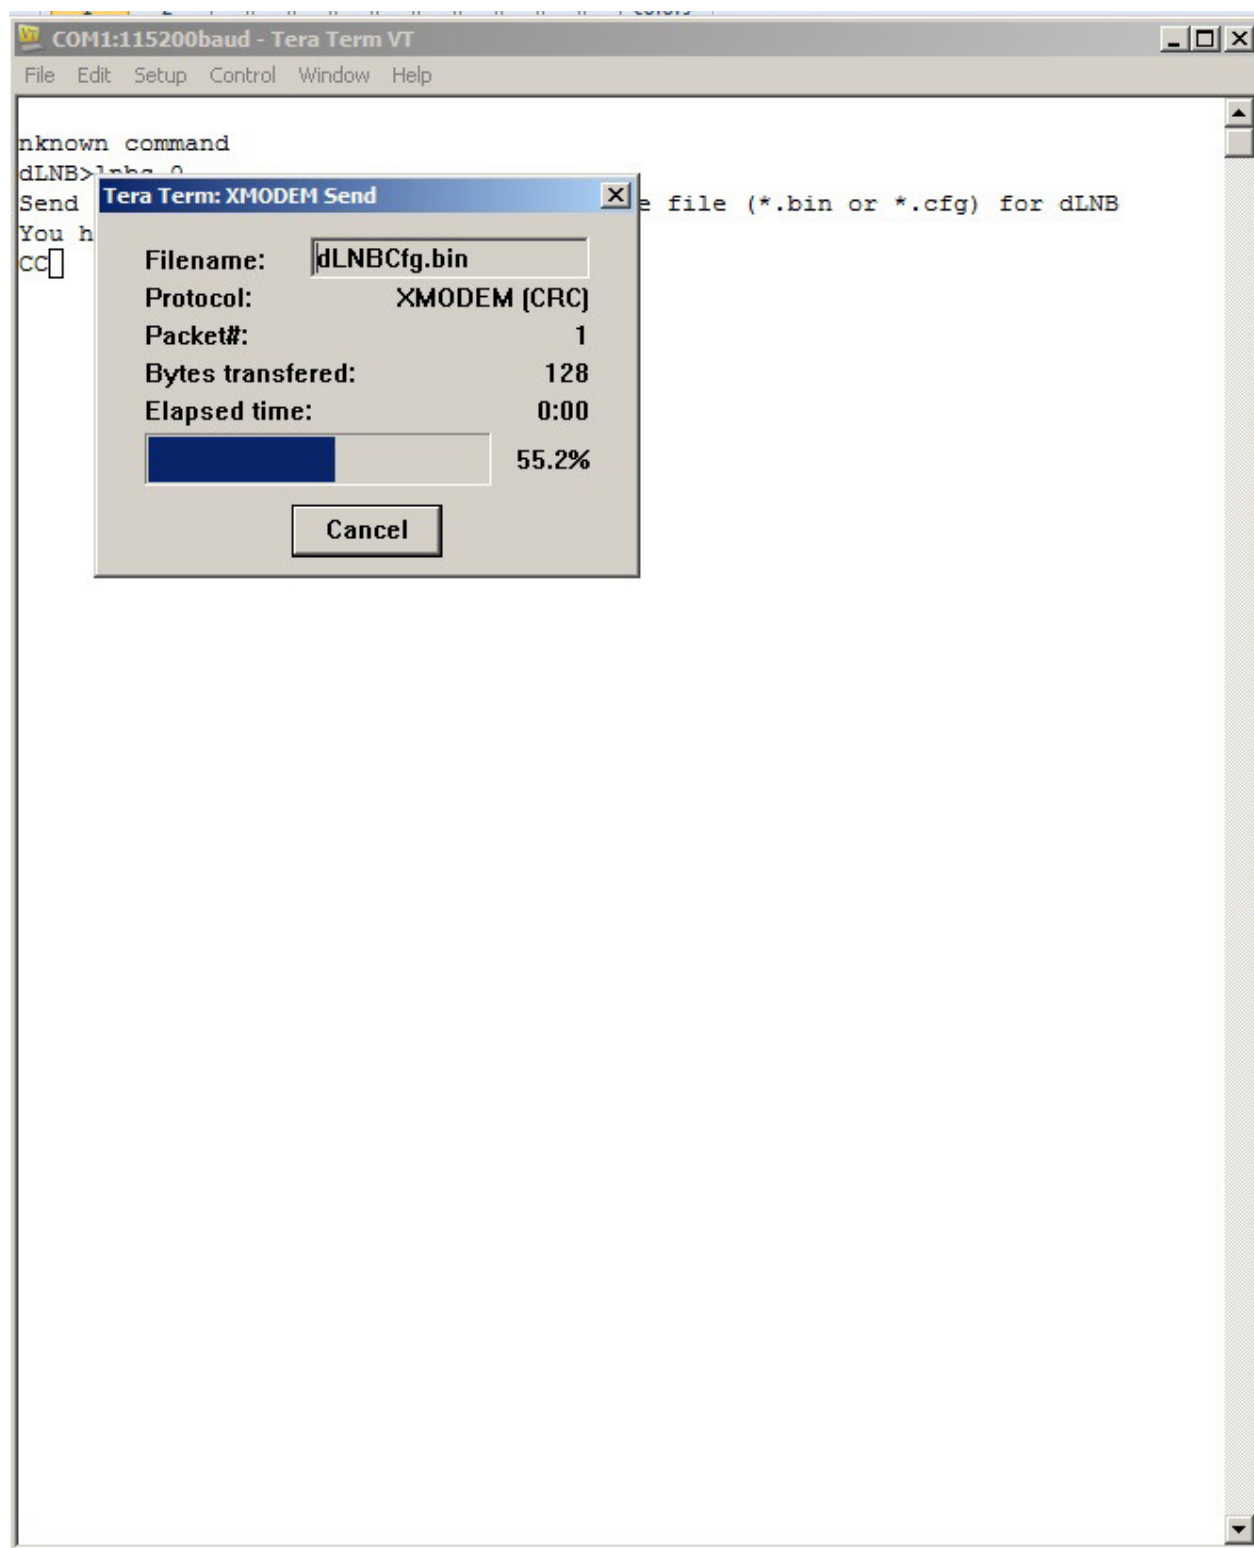 COM1:115200baud - Tera Term VT
File Edit Setup Control Window Help
nknown command
dLNB>
Send e file (*.bin or *.cfg) for dLNB
You h
CC
Tera Term: XMODEM Send
Filename: dLNBCfg.bin
Protocol: XMODEM (CRC)
Packet#: 1
Bytes transfered: 128
Elapsed time: 0:00
55.2%
Cancel